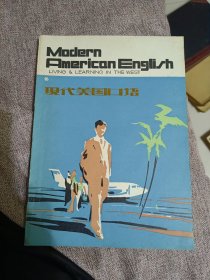 Modern
American English
LIVING & LEARNING IN THE WEST
现代美国口语